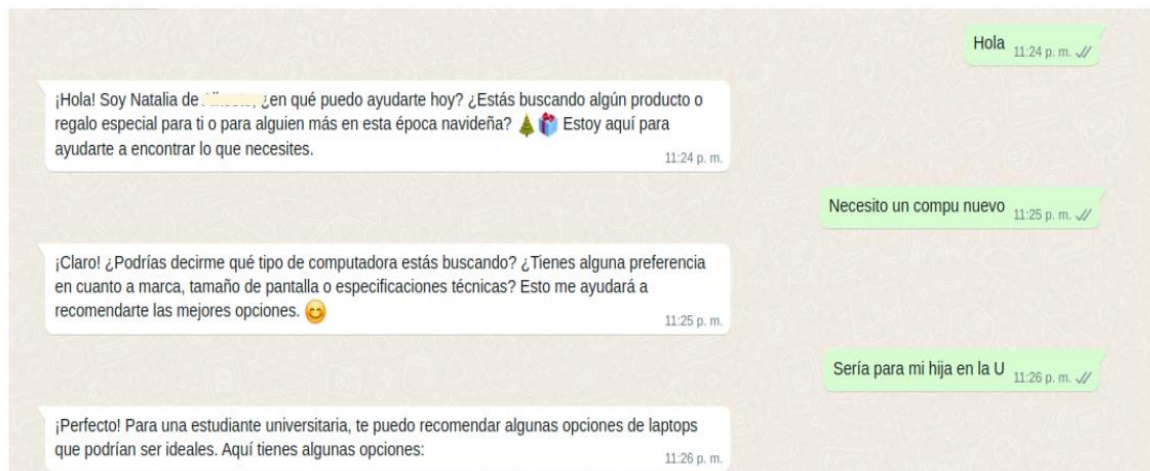 Hola 11:24 p. m.
¡Hola! Soy Natalia de ¿en qué puedo ayudarte hoy? ¿Estás buscando algún producto o
regalo especial para ti o para alguien más en esta época navideña? 🎄🎁 Estoy aquí para
ayudarte a encontrar lo que necesites.
11:24 p. m.
Necesito un compu nuevo 11:25 p. m.
¡Claro! ¿Podrías decirme qué tipo de computadora estás buscando? ¿Tienes alguna preferencia
en cuanto a marca, tamaño de pantalla o especificaciones técnicas? Esto me ayudará a
recomendarte las mejores opciones. 😊
11:25 p. m.
Sería para mi hija en la U 11:26 p. m.
¡Perfecto! Para una estudiante universitaria, te puedo recomendar algunas opciones de laptops
que podrían ser ideales. Aquí tienes algunas opciones:
11:26 p. m.